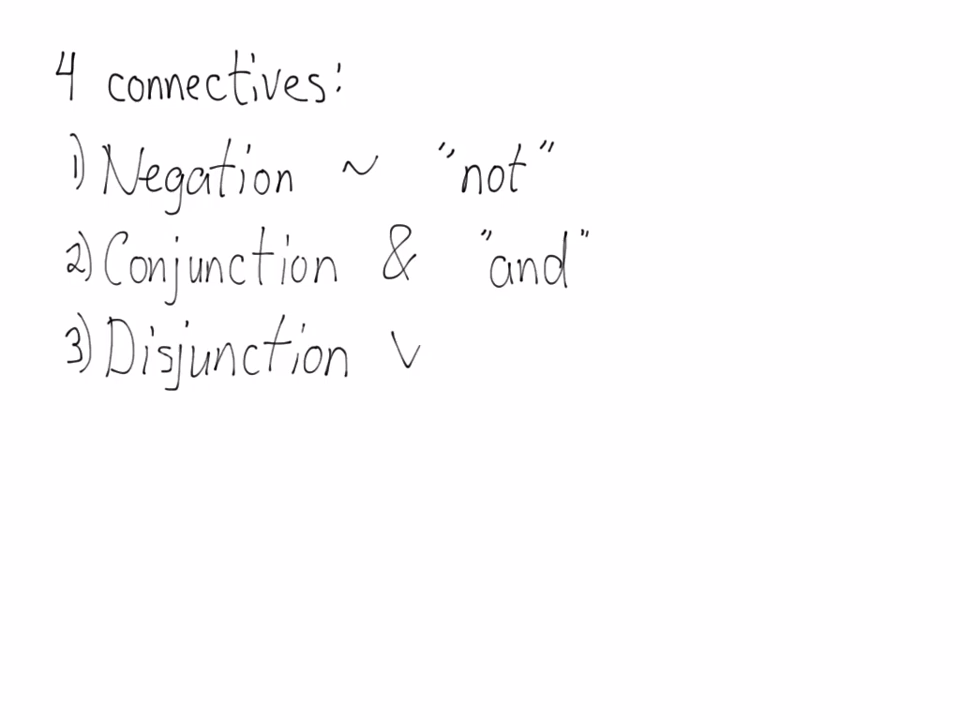 4 connectives:
1) Negation ~ "not"
2) Conjunction & "and"
3) Disjunction ∨